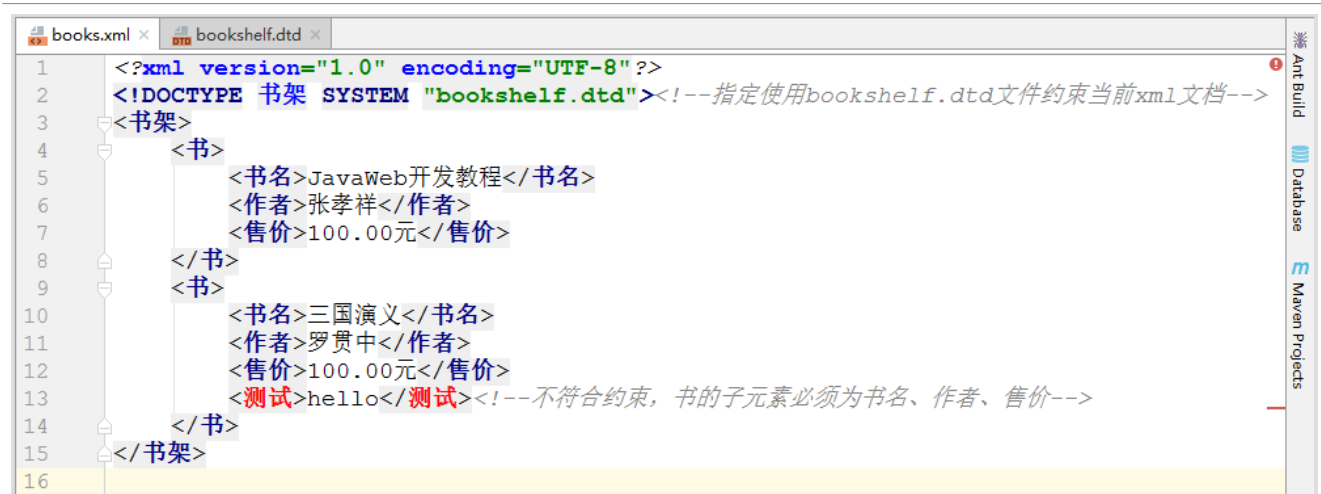 books.xml bookshelf.dtd
1 <?xml version="1.0" encoding="UTF-8"?>
2 <!DOCTYPE 书架 SYSTEM "bookshelf.dtd"><!--指定使用bookshelf.dtd文件约束当前xml文档-->
3 <书架>
4 <书>
5 <书名>JavaWeb开发教程</书名>
6 <作者>张孝祥</作者>
7 <售价>100.00元</售价>
8 </书>
9 <书>
10 <书名>三国演义</书名>
11 <作者>罗贯中</作者>
12 <售价>100.00元</售价>
13 <测试>hello</测试><!--不符合约束，书的子元素必须为书名、作者、售价-->
14 </书>
15 </书架>
16
Ant Build
Database
Maven Projects